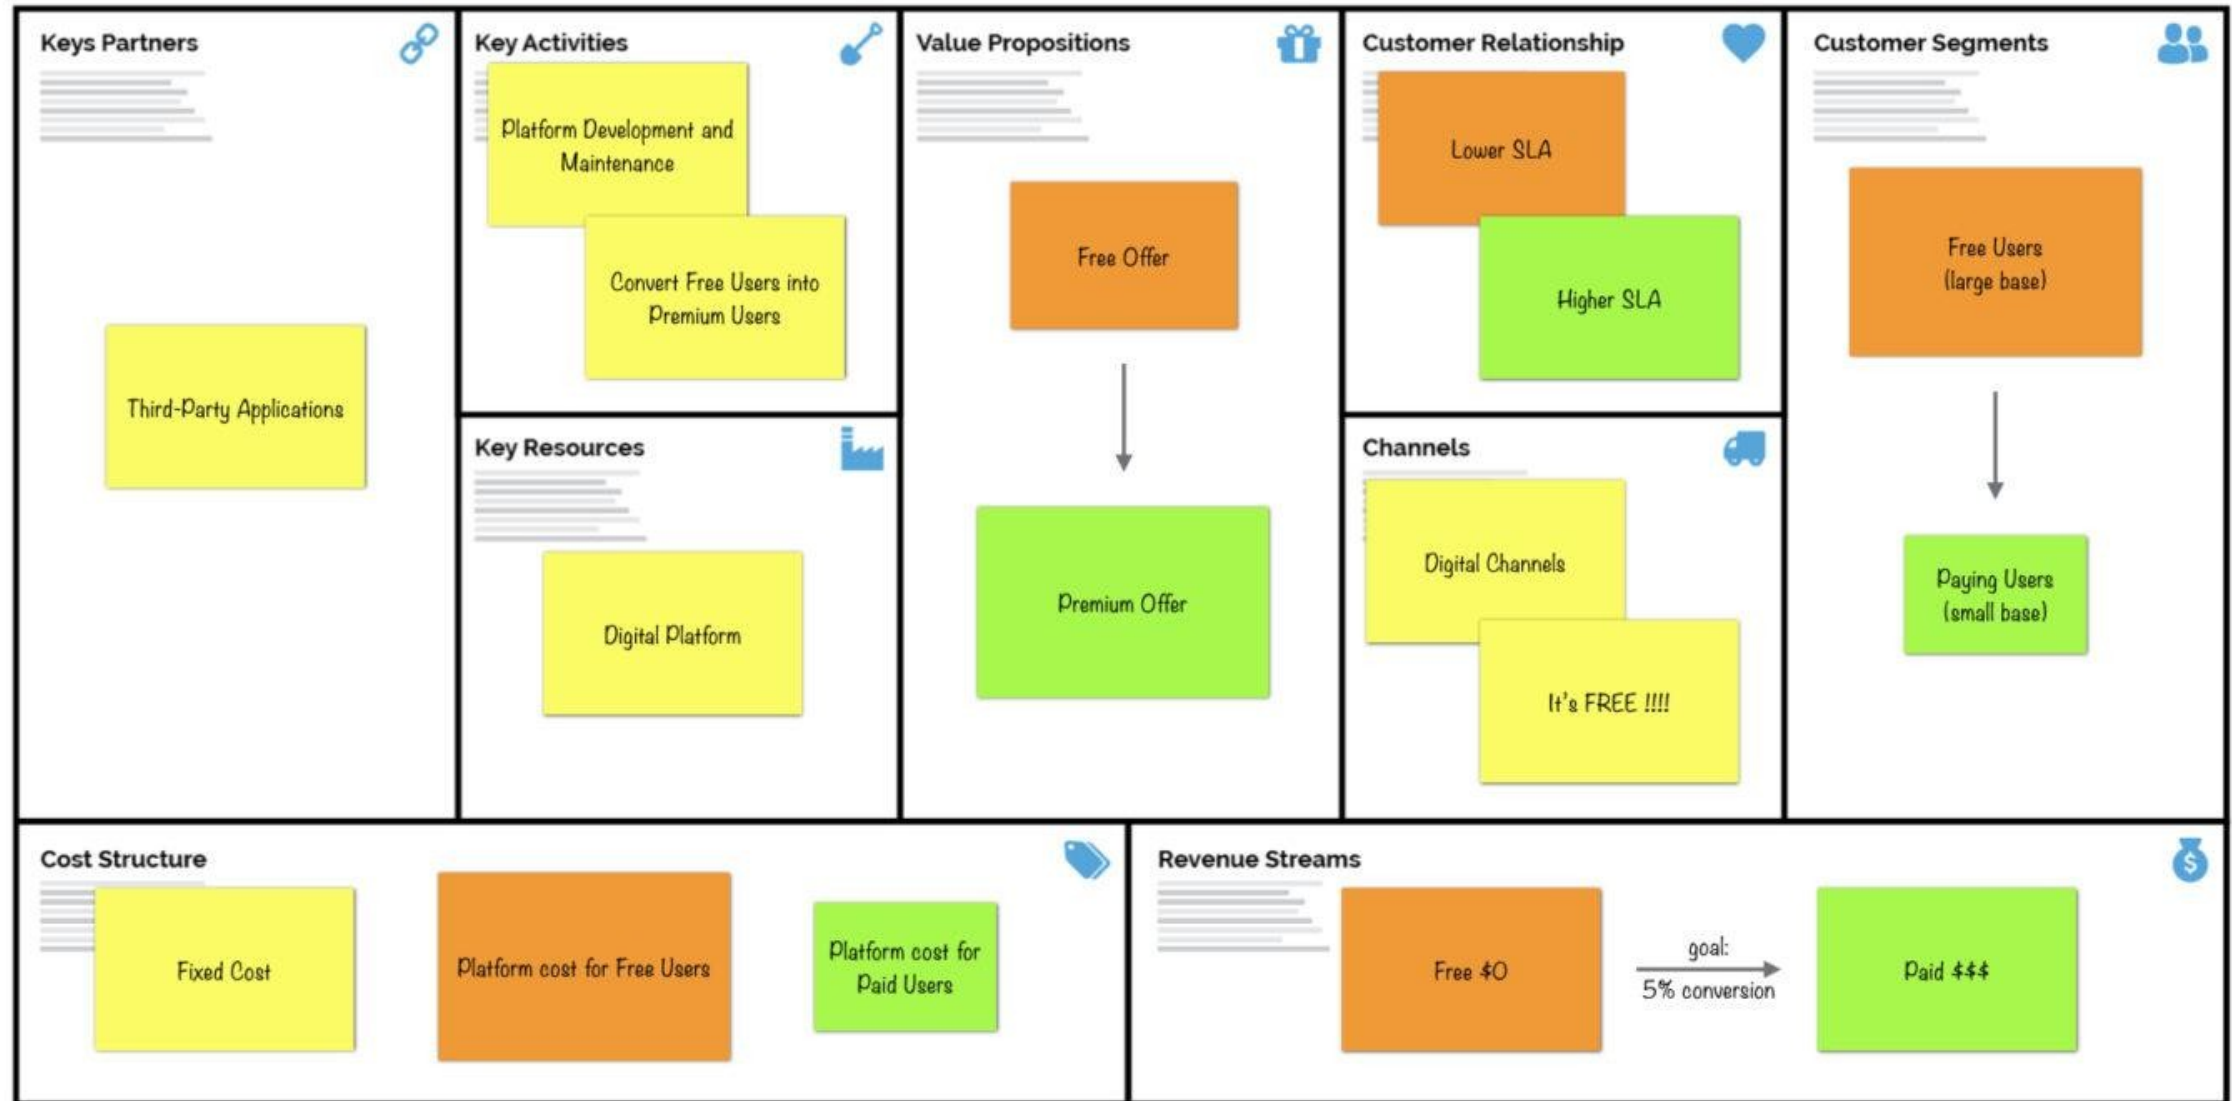 Keys Partners
Third-Party Applications
Key Activities
Platform Development and
Maintenance
Convert Free Users into
Premium Users
Key Resources
Digital Platform
Value Propositions
Free Offer
Premium Offer
Customer Relationship
Lower SLA
Higher SLA
Channels
Digital Channels
It's FREE !!!!
Customer Segments
Free Users
(large base)
Paying Users
(small base)
Cost Structure
Fixed Cost
Platform cost for Free Users
Platform cost for
Paid Users
Revenue Streams
Free $0
goal:
5% conversion
Paid $$$
$